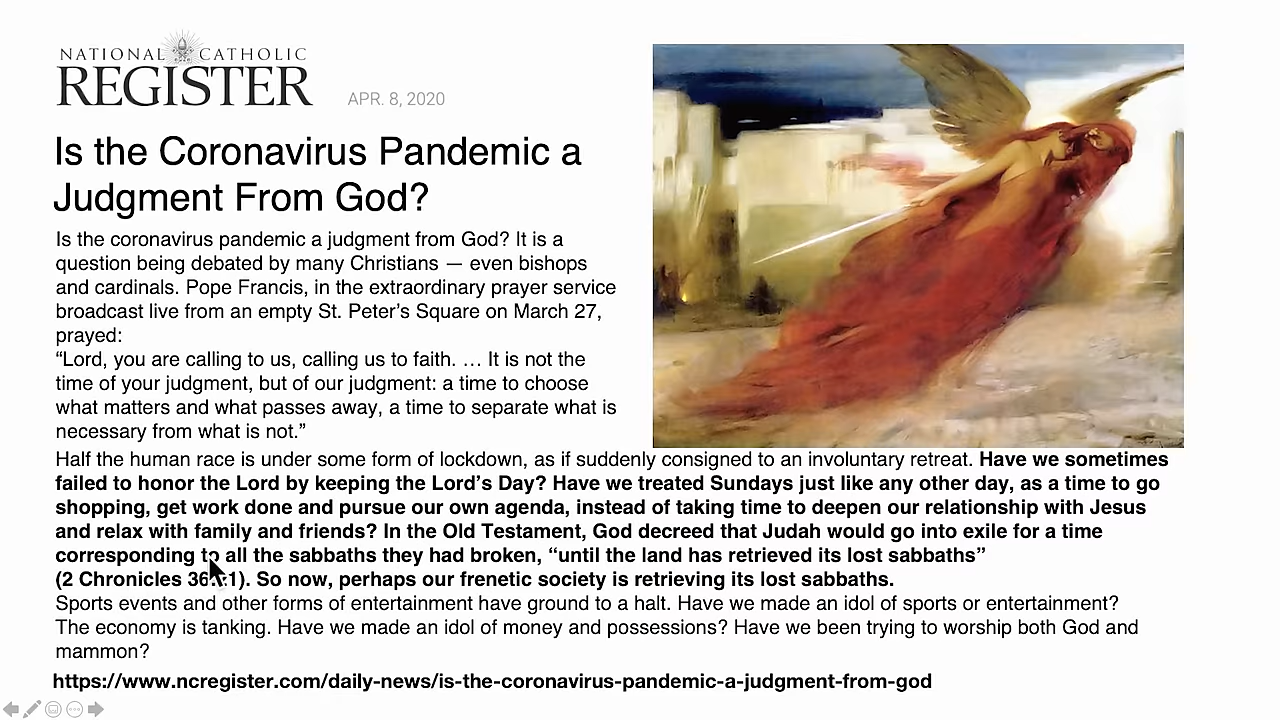 NATIONAL CATHOLIC
REGISTER
APR. 8, 2020
Is the Coronavirus Pandemic a
Judgment From God?
Is the coronavirus pandemic a judgment from God? It is a
question being debated by many Christians — even bishops
and cardinals. Pope Francis, in the extraordinary prayer service
broadcast live from an empty St. Peter’s Square on March 27,
prayed:
“Lord, you are calling to us, calling us to faith. … It is not the
time of your judgment, but of our judgment: a time to choose
what matters and what passes away, a time to separate what is
necessary from what is not.”
Half the human race is under some form of lockdown, as if suddenly consigned to an involuntary retreat. Have we sometimes
failed to honor the Lord by keeping the Lord’s Day? Have we treated Sundays just like any other day, as a time to go
shopping, get work done and pursue our own agenda, instead of taking time to deepen our relationship with Jesus
and relax with family and friends? In the Old Testament, God decreed that Judah would go into exile for a time
corresponding to all the sabbaths they had broken, “until the land has retrieved its lost sabbaths”
(2 Chronicles So now, perhaps our frenetic society is retrieving its lost sabbaths.
Sports events and other forms of entertainment have ground to a halt. Have we made an idol of sports or entertainment?
The economy is tanking. Have we made an idol of money and possessions? Have we been trying to worship both God and
mammon?
https://www.ncregister.com/daily-news/is-the-coronavirus-pandemic-a-judgment-from-god